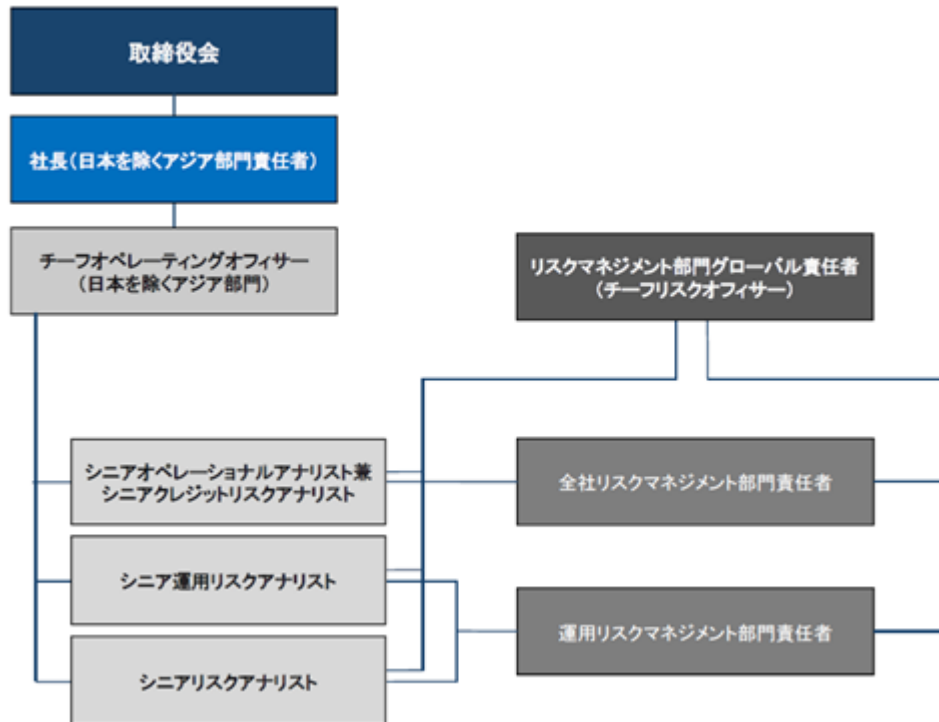 取締役会
社長(日本を除くアジア部門責任者)
チーフオペレーティングオフィサー
(日本を除くアジア部門)
リスクマネジメント部門グローバル責任者
(チーフリスクオフィサー)
シニアオペレーショナルアナリスト兼
シニアクレジットリスクアナリスト
全社リスクマネジメント部門責任者
シニア運用リスクアナリスト
運用リスクマネジメント部門責任者
シニアリスクアナリスト